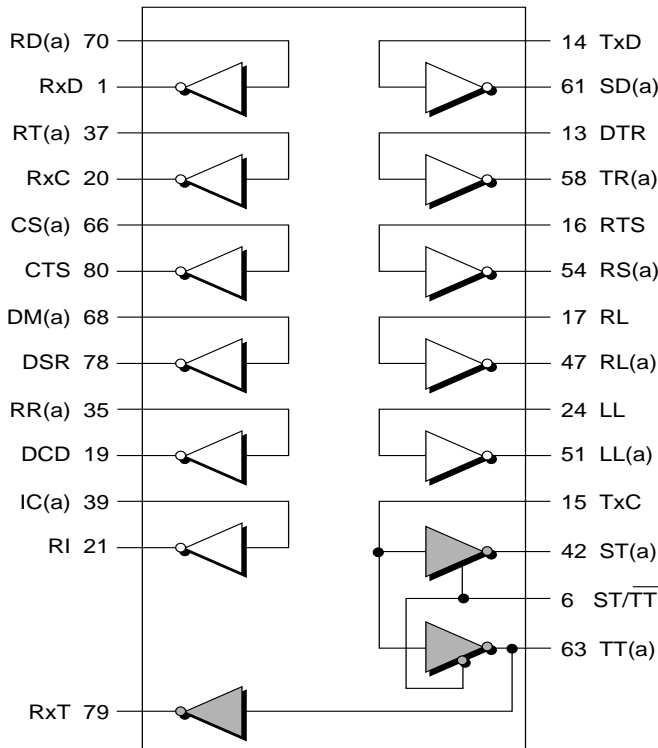 RD(a) 70
RxD 1
RT(a) 37
RxC 20
CS(a) 66
CTS 80
DM(a) 68
DSR 78
RR(a) 35
DCD 19
IC(a) 39
RI 21
RxT 79
14 TxD
61 SD(a)
13 DTR
58 TR(a)
16 RTS
54 RS(a)
17 RL
47 RL(a)
24 LL
51 LL(a)
15 TxC
42 ST(a)
6 ST/T̅T̅
63 TT(a)